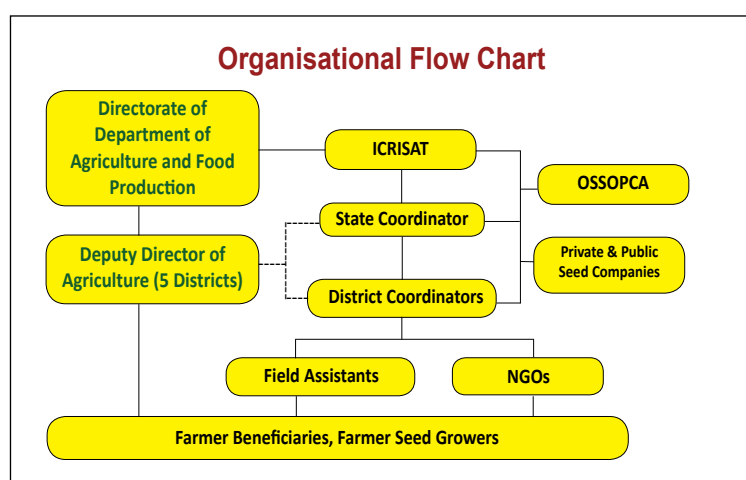 Organisational Flow Chart
Directorate of
Department of
Agriculture and Food
Production
ICRISAT
OSSOPCA
State Coordinator
Deputy Director of
Agriculture (5 Districts)
Private & Public
Seed Companies
District Coordinators
Field Assistants
NGOs
Farmer Beneficiaries, Farmer Seed Growers